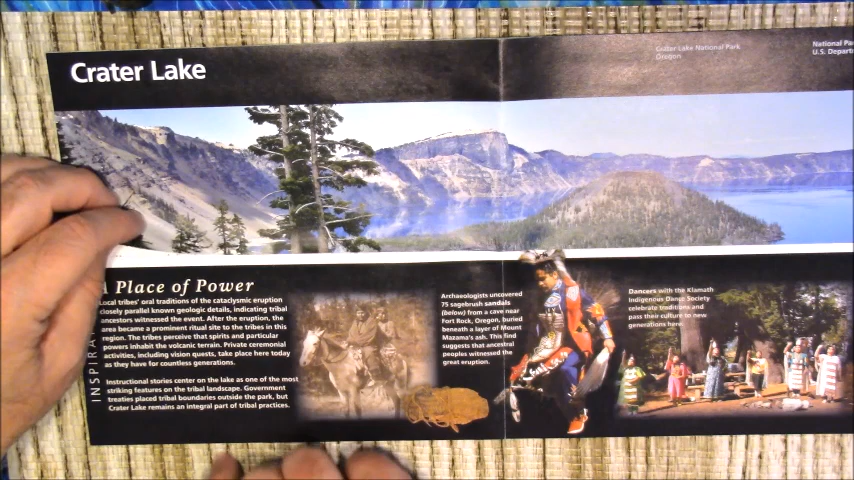 Crater Lake
Crater Lake National Park
Oregon
National Pa
U.S. Departm
A Place of Power
Local tribes' oral traditions of the cataclysmic eruption
closely parallel known geologic details, indicating tribal
ancestors witnessed the event. After the eruption, the
area became a prominent ritual site to the tribes in this
region. The tribes perceive that spirits and particular
powers inhabit the volcanic terrain. Private ceremonial
activities, including vision quests, take place here today
as they have for countless generations.
Instructional stories center on the lake as one of the most
striking features on the tribal landscape. Government
treaties placed tribal boundaries outside the park, but
Crater Lake remains an integral part of tribal practices.
INSPIRA
Archaeologists uncovered
75 sagebrush sandals
(below) from a cave near
Fort Rock, Oregon, buried
beneath a layer of Mount
Mazama's ash. This find
suggests that ancestral
peoples witnessed the
great eruption.
Dancers with the Klamath
Indigenous Dance Society
celebrate traditions and
pass their culture to new
generations here.